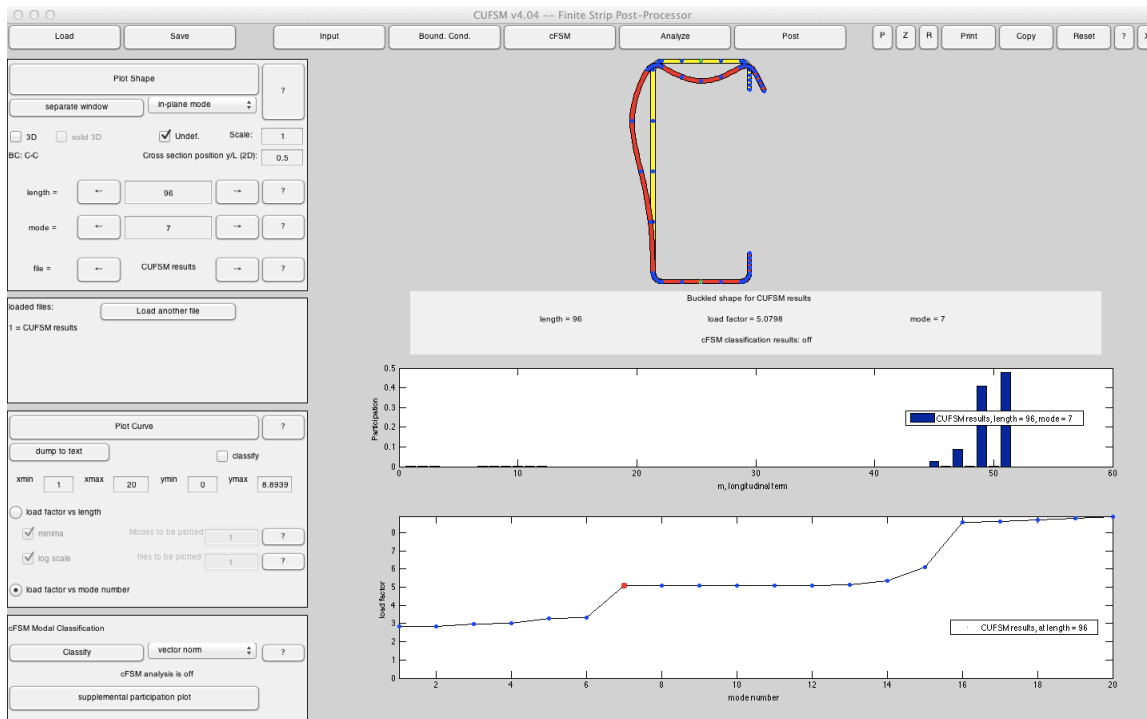 CUFSM v4.04 -- Finite Strip Post-Processor
Load Save Input Bound. Cond. cFSM Analyze Post P Z R Print Copy Reset ? X
Plot Shape ?
separate window in-plane mode
3D solid 3D Undef. Scale: 1
BC: C-C Cross section position y/L (2D): 0.5
length = ← 96 → ?
mode = ← 7 → ?
file = ← CUFSM results → ?
loaded files: Load another file
1 = CUFSM results
Plot Curve ?
dump to text classify
xmin 1 xmax 20 ymin 0 ymax 8.8939
load factor vs length
minima Modes to be plotted 1 ?
log scale files to be plotted 1 ?
load factor vs mode number
cFSM Modal Classification
Classify vector norm ?
cFSM analysis is off
supplemental participation plot
Buckled shape for CUFSM results
length = 96 load factor = 5.0798 mode = 7
cFSM classification results: off
Participation
0.5
0.4
0.3
0.2
0.1
0
0 10 20 30 40 50 60
m, longitudinal term
CUFSM results, length = 96, mode = 7
load factor
8
7
6
5
4
3
2
1
0
2 4 6 8 10 12 14 16 18 20
mode number
CUFSM results, at length = 96